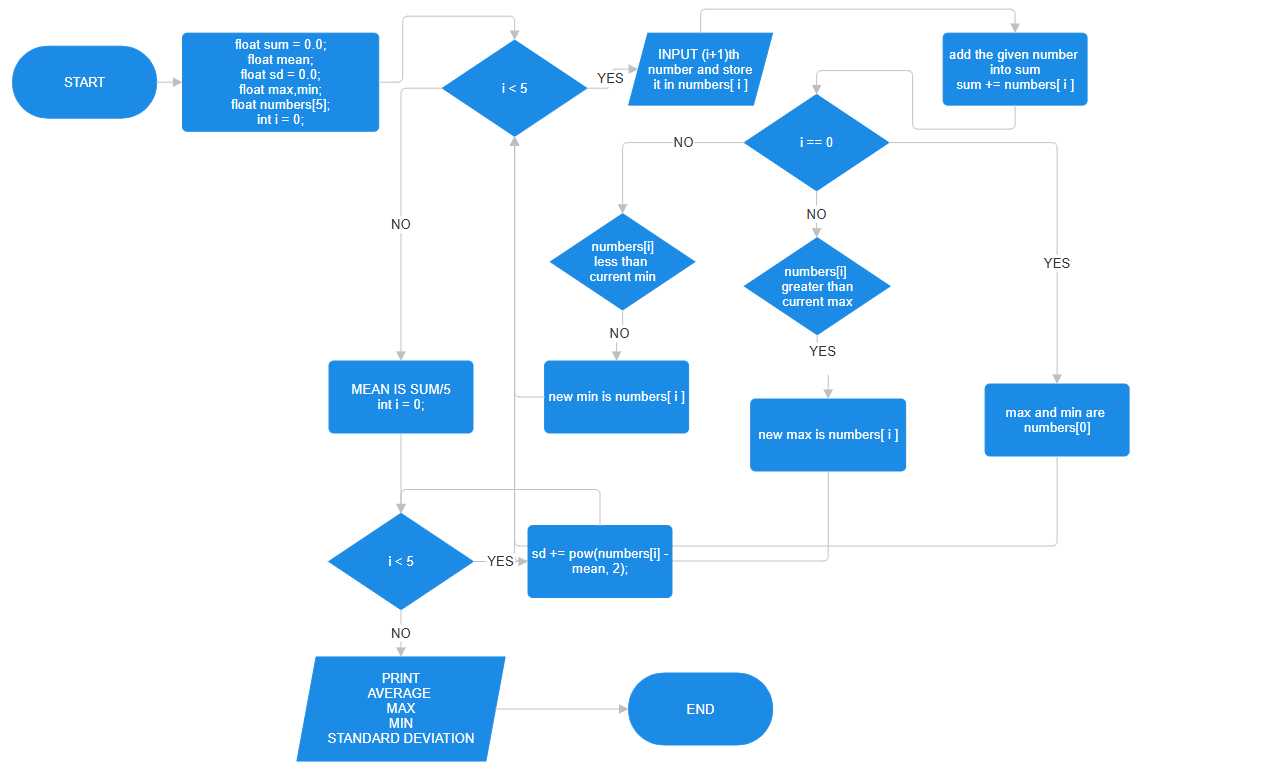 START
float sum = 0.0;
float mean;
float sd = 0.0;
float max,min;
float numbers[5];
int i = 0;
i < 5
YES
INPUT (i+1)th
number and store
it in numbers[ i ]
add the given number
into sum
sum += numbers[ i ]
i == 0
NO
NO
YES
NO
numbers[i]
less than
current min
numbers[i]
greater than
current max
NO
YES
MEAN IS SUM/5
int i = 0;
new min is numbers[ i ]
new max is numbers[ i ]
max and min are
numbers[0]
i < 5
YES
sd += pow(numbers[i] -
mean, 2);
NO
PRINT
AVERAGE
MAX
MIN
STANDARD DEVIATION
END